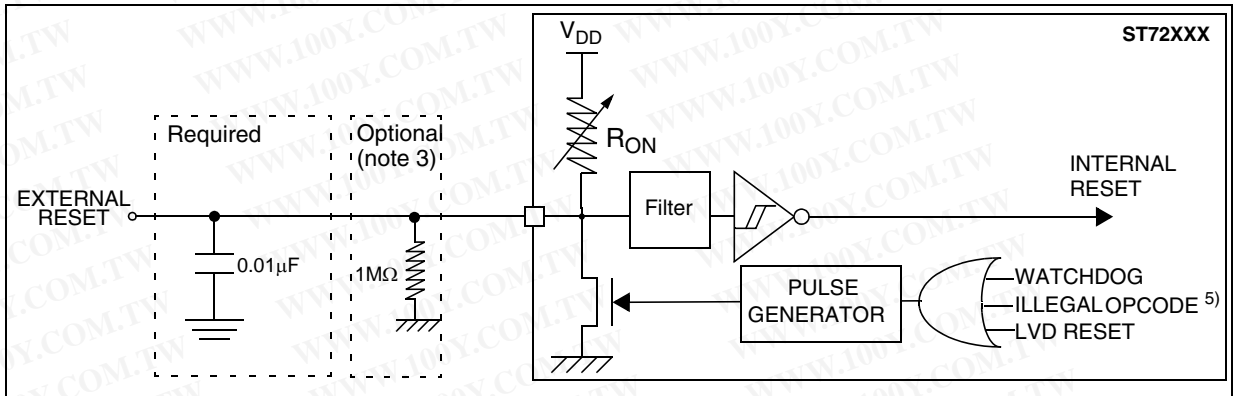 V_DD
ST72XXX
Required
Optional
(note 3)
R_ON
EXTERNAL
RESET
Filter
INTERNAL
RESET
0.01µF
1MΩ
PULSE
GENERATOR
WATCHDOG
ILLEGAL OPCODE 5)
LVD RESET
WWW.100Y.COM.TW